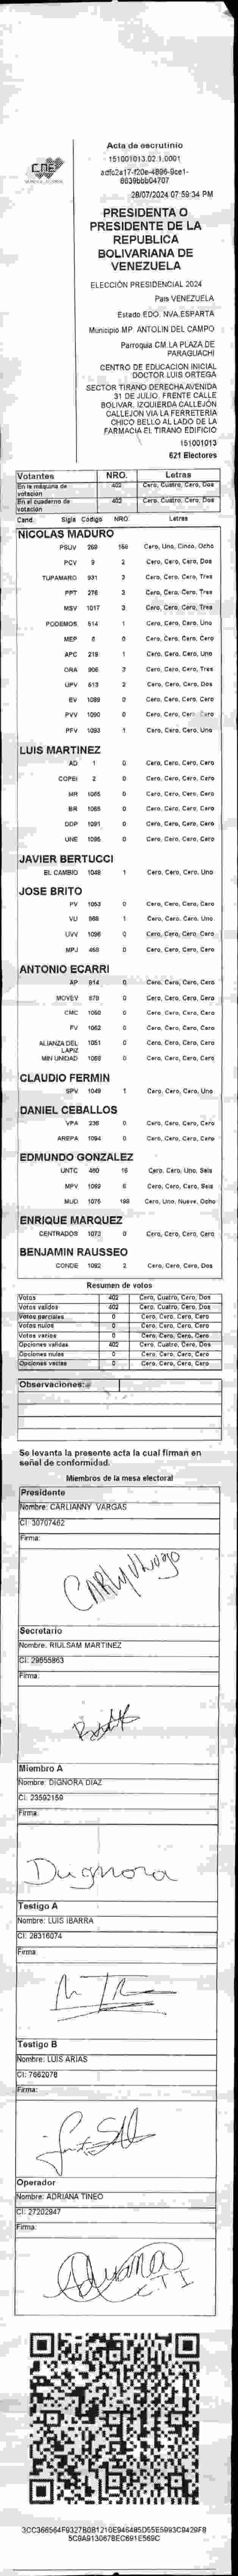 Acta de escrutinio
151001013.02.1.0001
28/07/2024 07:59:34 PM
CNE
PRESIDENTA O
PRESIDENTE DE LA
REPUBLICA
BOLIVARIANA DE
VENEZUELA
ELECCIÓN PRESIDENCIAL 2024
Pais VENEZUELA
Estado EDO. NVA.ESPARTA
Municipio MP. ANTOLIN DEL CAMPO
Parroquia CM.LA PLAZA DE
PARAGUACHI
CENTRO DE EDUCACION INICIAL
DOCTOR LUIS ORTEGA
SECTOR TIRANO DERECHA AVENIDA
31 DE JULIO. FRENTE CALLE
BOLIVAR. IZQUIERDA CALLEJÓN
CALLEJON VIA LA FERRETERIA
CHICO BELLO AL LADO DE LA
FARMACIA EL TIRANO EDIFICIO
151001013
621 Electores
Votantes NRO. Letras
En la máquina de votación 402 Cero, Cuatro, Cero, Dos
En el cuaderno de votación 402 Cero, Cuatro, Cero, Dos
Cand. Sigla Código NRO. Letras
NICOLAS MADURO
PSUV 269 158 Cero, Uno, Cinco, Ocho
PCV 9 2 Cero, Cero, Cero, Dos
TUPAMARO 931 3 Cero, Cero, Cero, Tres
PPT 276 3 Cero, Cero, Cero, Tres
MSV 1017 3 Cero, Cero, Cero, Tres
PODEMOS 514 1 Cero, Cero, Cero, Uno
MEP 6 0 Cero, Cero, Cero, Cero
APC 219 1 Cero, Cero, Cero, Uno
ORA 906 3 Cero, Cero, Cero, Tres
UPV 613 2 Cero, Cero, Cero, Dos
EV 1089 0 Cero, Cero, Cero, Cero
PVV 1090 0 Cero, Cero, Cero, Cero
PFV 1093 1 Cero, Cero, Cero, Uno
LUIS MARTINEZ
AD 1 0 Cero, Cero, Cero, Cero
COPEI 2 0 Cero, Cero, Cero, Cero
MR 1065 0 Cero, Cero, Cero, Cero
BR 1068 0 Cero, Cero, Cero, Cero
DDP 1091 0 Cero, Cero, Cero, Cero
UNE 1095 0 Cero, Cero, Cero, Cero
JAVIER BERTUCCI
EL CAMBIO 1048 1 Cero, Cero, Cero, Uno
JOSE BRITO
PV 1053 0 Cero, Cero, Cero, Cero
VU 968 1 Cero, Cero, Cero, Uno
UVV 1096 0 Cero, Cero, Cero, Cero
MPJ 468 0 Cero, Cero, Cero, Cero
ANTONIO ECARRI
AP 914 0 Cero, Cero, Cero, Cero
MOVEV 879 0 Cero, Cero, Cero, Cero
CMC 1050 0 Cero, Cero, Cero, Cero
FV 1062 0 Cero, Cero, Cero, Cero
ALIANZA DEL LAPIZ 1051 0 Cero, Cero, Cero, Cero
MIN UNIDAD 1088 0 Cero, Cero, Cero, Cero
CLAUDIO FERMIN
SPV 1049 1 Cero, Cero, Cero, Uno
DANIEL CEBALLOS
VPA 236 0 Cero, Cero, Cero, Cero
AREPA 1094 0 Cero, Cero, Cero, Cero
EDMUNDO GONZALEZ
UNTC 460 16 Cero, Cero, Uno, Seis
MPV 1069 6 Cero, Cero, Cero, Seis
MUD 1075 198 Cero, Uno, Nueve, Ocho
ENRIQUE MARQUEZ
CENTRADOS 1072 0 Cero, Cero, Cero, Cero
BENJAMIN RAUSSEO
CONDE 1092 2 Cero, Cero, Cero, Dos
Resumen de votos
Votos 402 Cero, Cuatro, Cero, Dos
Votos validos 402 Cero, Cuatro, Cero, Dos
Votos parciales 0 Cero, Cero, Cero, Cero
Votos nulos 0 Cero, Cero, Cero, Cero
Votos vacios 0 Cero, Cero, Cero, Cero
Opciones validas 402 Cero, Cuatro, Cero, Dos
Opciones nulas 0 Cero, Cero, Cero, Cero
Opciones vacias 0 Cero, Cero, Cero, Cero
Observaciones:
Se levanta la presente acta la cual firman en
señal de conformidad.
Miembros de la mesa electoral
Presidente
Nombre: CARLIANNY VARGAS
CI: 30707462
Firma:
Secretario
Nombre: RIULSAM MARTINEZ
CI: 29655863
Firma:
Miembro A
Nombre: DIGNORA DIAZ
CI: 23592159
Firma:
Dignora
Testigo A
Nombre: LUIS IBARRA
CI: 28316074
Firma:
Testigo B
Nombre: LUIS ARIAS
CI: 7662078
Firma:
Operador
Nombre: ADRIANA TINEO
CI: 27202947
Firma: